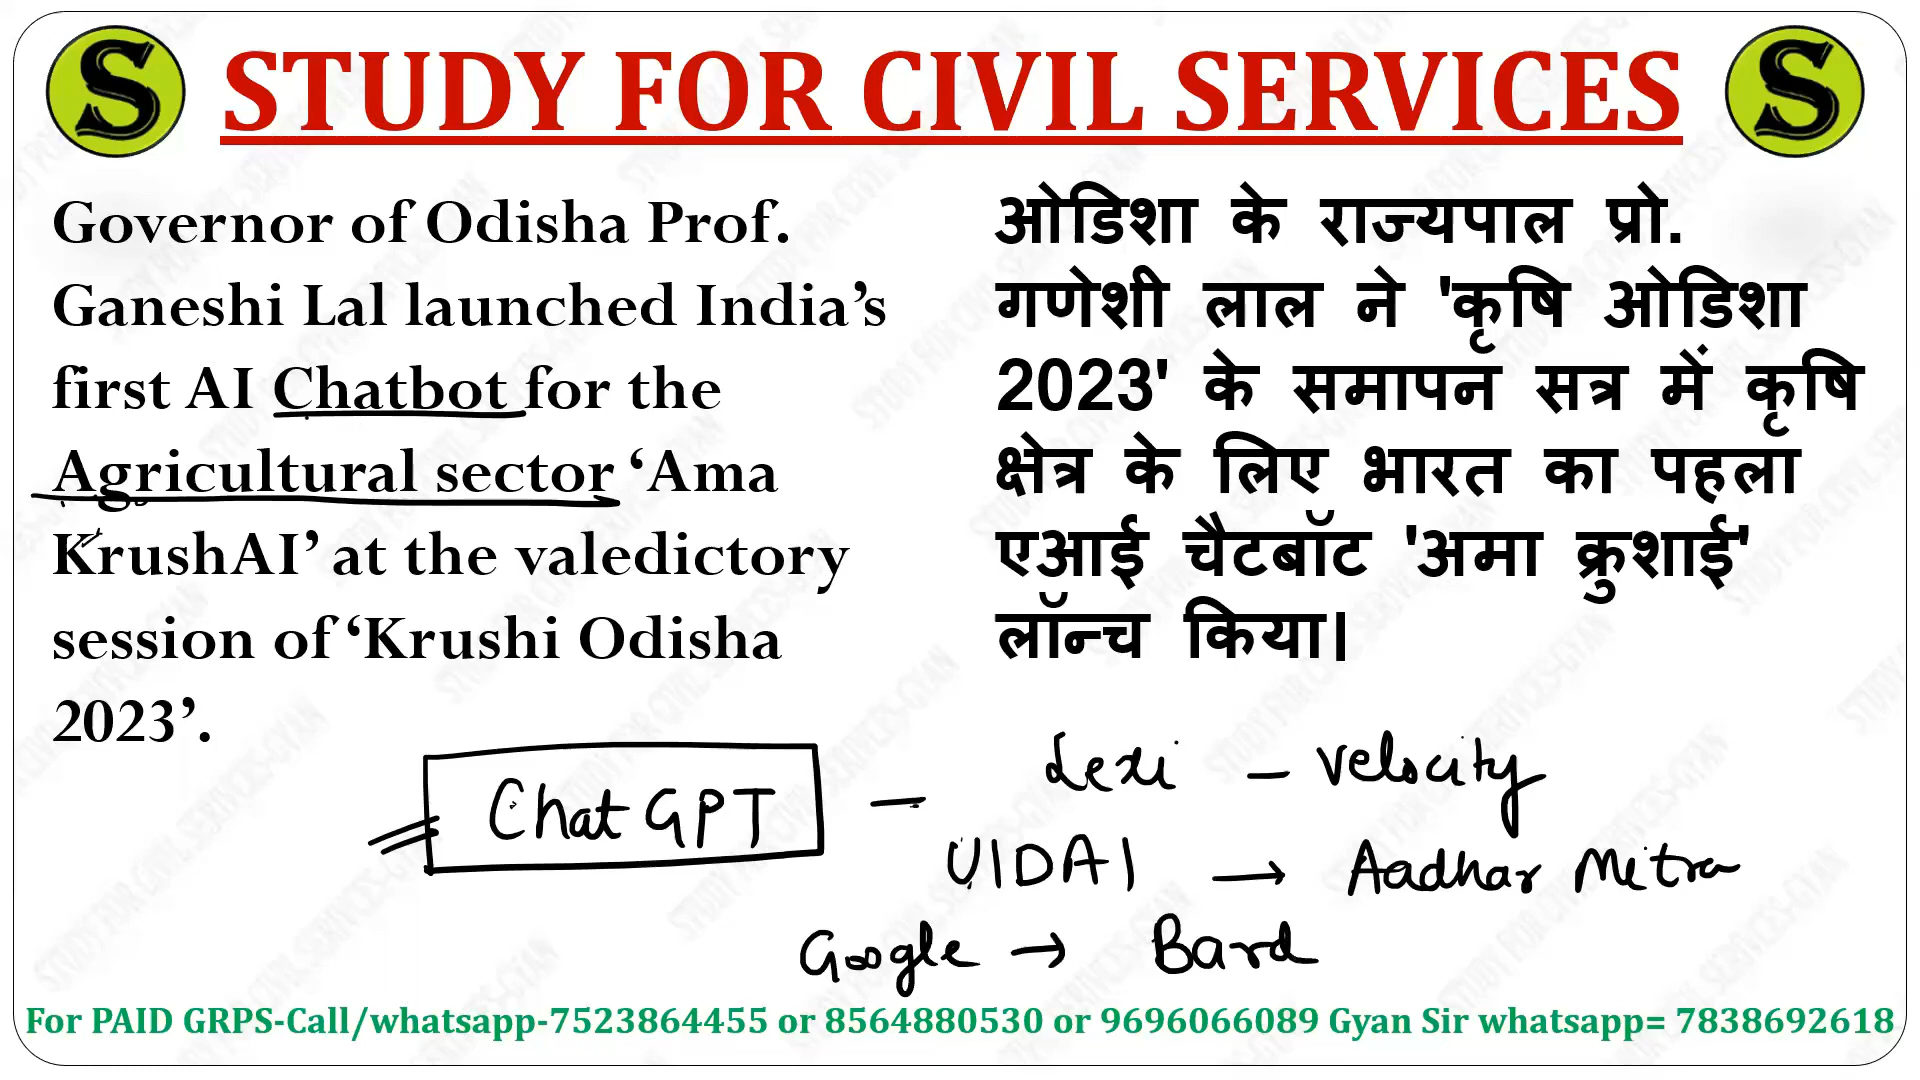 STUDY FOR CIVIL SERVICES
Governor of Odisha Prof.
Ganeshi Lal launched India’s
first AI Chatbot for the
Agricultural sector ‘Ama
KrushAI’ at the valedictory
session of ‘Krushi Odisha
2023’.
ओडिशा के राज्यपाल प्रो.
गणेशी लाल ने 'कृषि ओडिशा
2023' के समापन सत्र में कृषि
क्षेत्र के लिए भारत का पहला
एआई चैटबॉट 'अमा क्रुशाई'
लॉन्च किया।
Lexi – Velocity
ChatGPT –
UIDAI → Aadhar Mitra
Google → Bard
For PAID GRPS-Call/whatsapp-7523864455 or 8564880530 or 9696066089 Gyan Sir whatsapp= 7838692618